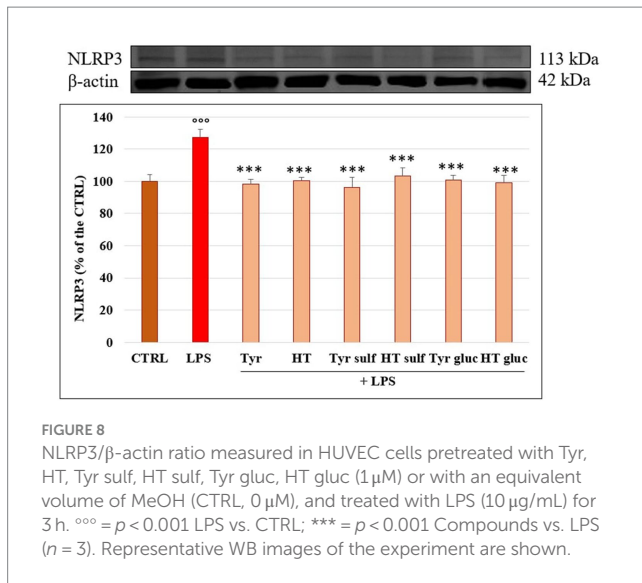 NLRP3 113 kDa
β-actin 42 kDa
NLRP3 (% of the CTRL)
140
120
100
80
60
40
20
0
°°°
*** *** *** *** *** ***
CTRL LPS Tyr HT Tyr sulf HT sulf Tyr gluc HT gluc
+ LPS
FIGURE 8
NLRP3/β-actin ratio measured in HUVEC cells pretreated with Tyr,
HT, Tyr sulf, HT sulf, Tyr gluc, HT gluc (1 μM) or with an equivalent
volume of MeOH (CTRL, 0 μM), and treated with LPS (10 μg/mL) for
3 h. °°° = p < 0.001 LPS vs. CTRL; *** = p < 0.001 Compounds vs. LPS
(n = 3). Representative WB images of the experiment are shown.